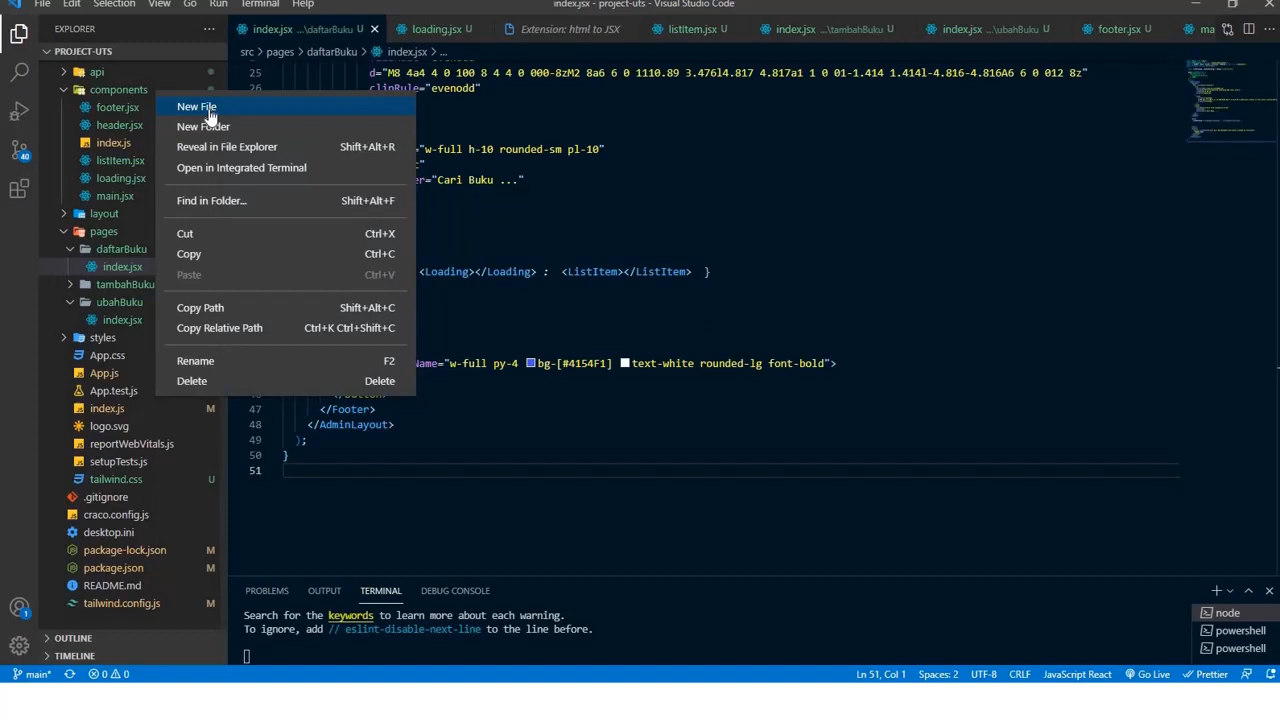 File Edit Selection View Go Run Terminal Help
index.jsx - project-uts - Visual Studio Code
EXPLORER
index.jsx ...\daftarBuku U
loading.jsx U
Extension: html to JSX
listItem.jsx U
index.jsx ...\tambahBuku U
index.jsx ...\ubahBuku U
footer.jsx U
ma
src > pages > daftarBuku > index.jsx > ...
PROJECT-UTS
api
components
footer.jsx
header.jsx
index.js
listItem.jsx
loading.jsx
main.jsx
layout
pages
daftarBuku
index.jsx
tambahBuku
ubahBuku
index.jsx
styles
App.css
App.js
App.test.js
index.js M
logo.svg
reportWebVitals.js
setupTests.js
tailwind.css U
.gitignore
craco.config.js
desktop.ini
package-lock.json M
package.json M
README.md
tailwind.config.js M
OUTLINE
TIMELINE
40
1
New File
New Folder
Reveal in File Explorer Shift+Alt+R
Open in Integrated Terminal
Find in Folder... Shift+Alt+F
Cut Ctrl+X
Copy Ctrl+C
Paste Ctrl+V
Copy Path Shift+Alt+C
Copy Relative Path Ctrl+K Ctrl+Shift+C
Rename F2
Delete Delete
25 d="M8 4a4 4 0 100 8 4 4 0 000-8zM2 8a6 6 0 1110.89 3.476l4.817 4.817a1 1 0 01-1.414 1.414l-4.816-4.816A6 6 0 012 8z"
26 clipRule="evenodd"
"w-full h-10 rounded-sm pl-10"
"
="Cari Buku ..."
<Loading></Loading> : <ListItem></ListItem> }
Name="w-full py-4 bg-[#4154F1] text-white rounded-lg font-bold">
47 </Footer>
48 </AdminLayout>
49 );
50 }
51
PROBLEMS OUTPUT TERMINAL DEBUG CONSOLE
Search for the keywords to learn more about each warning.
To ignore, add // eslint-disable-next-line to the line before.
node
powershell
powershell
main* 0 0
Ln 51, Col 1 Spaces: 2 UTF-8 CRLF JavaScript React Go Live Prettier